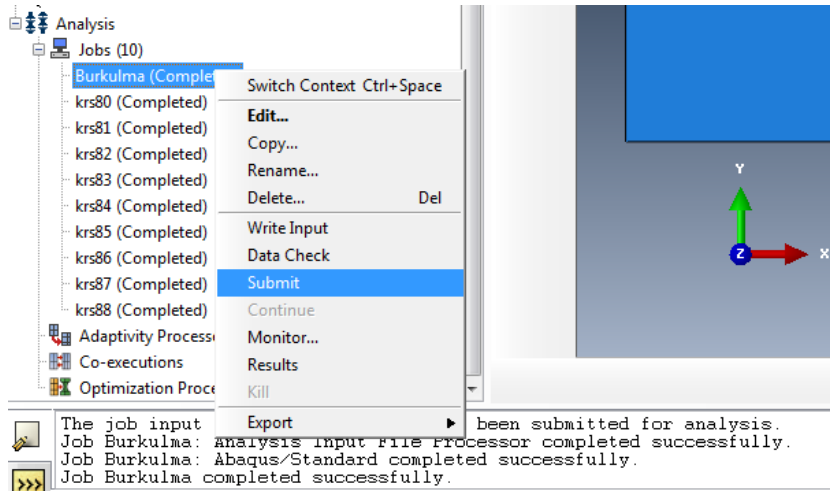 Analysis
Jobs (10)
Burkulma (Complet
krs80 (Completed)
krs81 (Completed)
krs82 (Completed)
krs83 (Completed)
krs84 (Completed)
krs85 (Completed)
krs86 (Completed)
krs87 (Completed)
krs88 (Completed)
Adaptivity Process
Co-executions
Optimization Proce
Switch Context Ctrl+Space
Edit...
Copy...
Rename...
Delete... Del
Write Input
Data Check
Submit
Continue
Monitor...
Results
Kill
Export
Y
Z
X
The job input been submitted for analysis.
Job Burkulma: Analysis Input File Processor completed successfully.
Job Burkulma: Abaqus/Standard completed successfully.
Job Burkulma completed successfully.
>>>